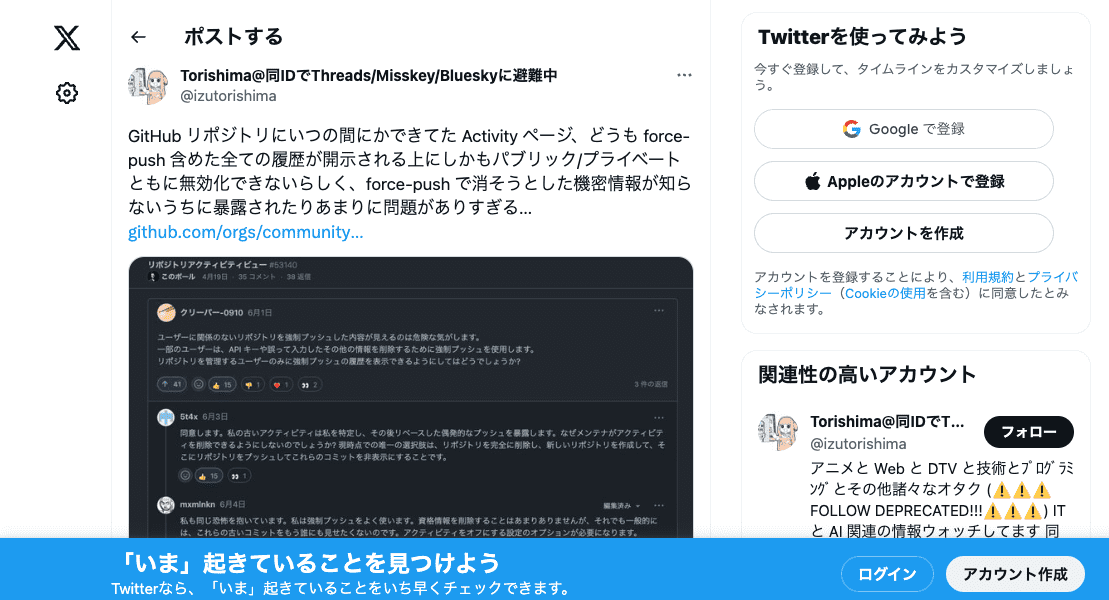 ポストする
Torishima@同IDでThreads/Misskey/Blueskyに避難中
@izutorishima
GitHub リポジトリにいつの間にかできてた Activity ページ、どうも force-
push 含めた全ての履歴が開示される上にしかもパブリック/プライベート
ともに無効化できないらしく、force-push で消そうとした機密情報が知ら
ないうちに暴露されたりあまりに問題がありすぎる…
github.com/orgs/community…
リポジトリアクティビティビュー #53140
このボール 4月19日 · 35 コメント · 38 返信
クリーパー-0910 6月1日
ユーザーに関係のないリポジトリを強制プッシュした内容が見えるのは危険な気がします。
一部のユーザーは、API キーや誤って入力したその他の情報を削除するために強制プッシュを使用します。
リポジトリを管理するユーザーのみに強制プッシュの履歴を表示できるようにしてはどうでしょうか?
41 15 1 1 2
3 件の返信
5t4x 6月3日
同意します。私の古いアクティビティは私を特定し、その後リベースした偶発的なプッシュを暴露します。なぜメンテナがアクティビテ
ィを削除できるようにしないのでしょうか? 現時点での唯一の選択肢は、リポジトリを完全に削除し、新しいリポジトリを作成して、そ
こにリポジトリをプッシュしてこれらのコミットを非表示にすることです。
15 1
mxmlnkn 6月4日
編集済み
私も同じ恐怖を抱いています。私は強制プッシュをよく使います。資格情報を削除することはあまりありませんが、それでも一般的に
は、これらの古いコミットをもう誰にも見せたくないのです。アクティビティをオフにする設定のオプションが必要になります。
Twitterを使ってみよう
今すぐ登録して、タイムラインをカスタマイズしましょ
う。
Google で登録
Appleのアカウントで登録
アカウントを作成
アカウントを登録することにより、利用規約とプライバ
シーポリシー（Cookieの使用を含む）に同意したとみ
なされます。
関連性の高いアカウント
Torishima@同IDでT...
@izutorishima
フォロー
アニメと Web と DTV と技術とﾌﾟﾛｸﾞﾗﾐ
ﾝｸﾞとその他諸々なオタク (⚠️⚠️⚠️
FOLLOW DEPRECATED!!!⚠️⚠️⚠️) IT
と AI 関連の情報ウォッチしてます 同
「いま」起きていることを見つけよう
Twitterなら、「いま」起きていることをいち早くチェックできます。
ログイン
アカウント作成